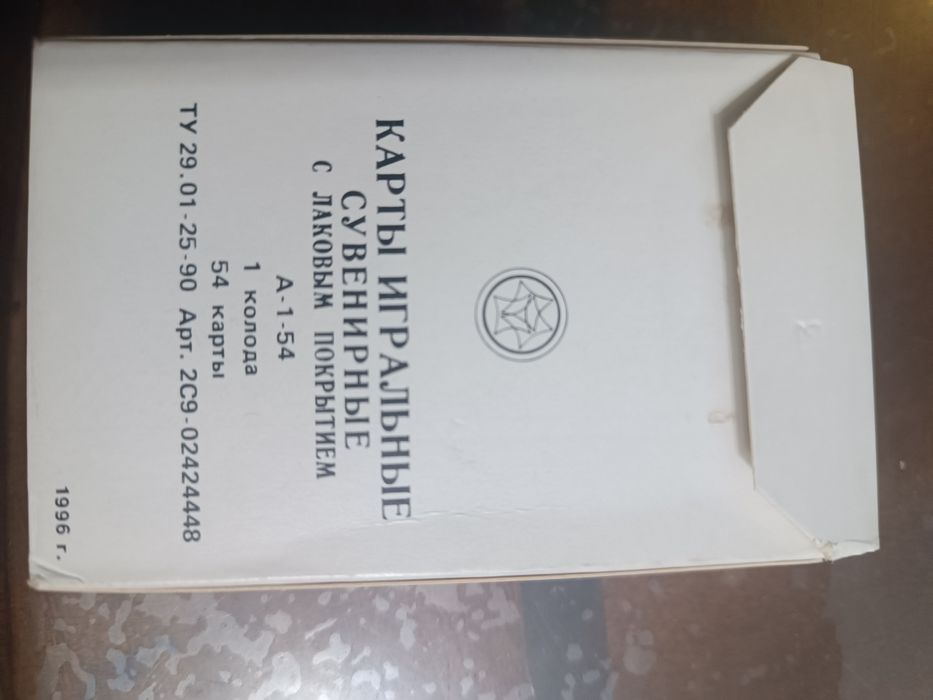 КАРТЫ ИГРАЛЬНЫЕ
СУВЕНИРНЫЕ
С ЛАКОВЫМ ПОКРЫТИЕМ
А-1-54
1 колода
54 карты
ТУ 29.01-25-90 Арт. 2С9-02424448
1996 г.